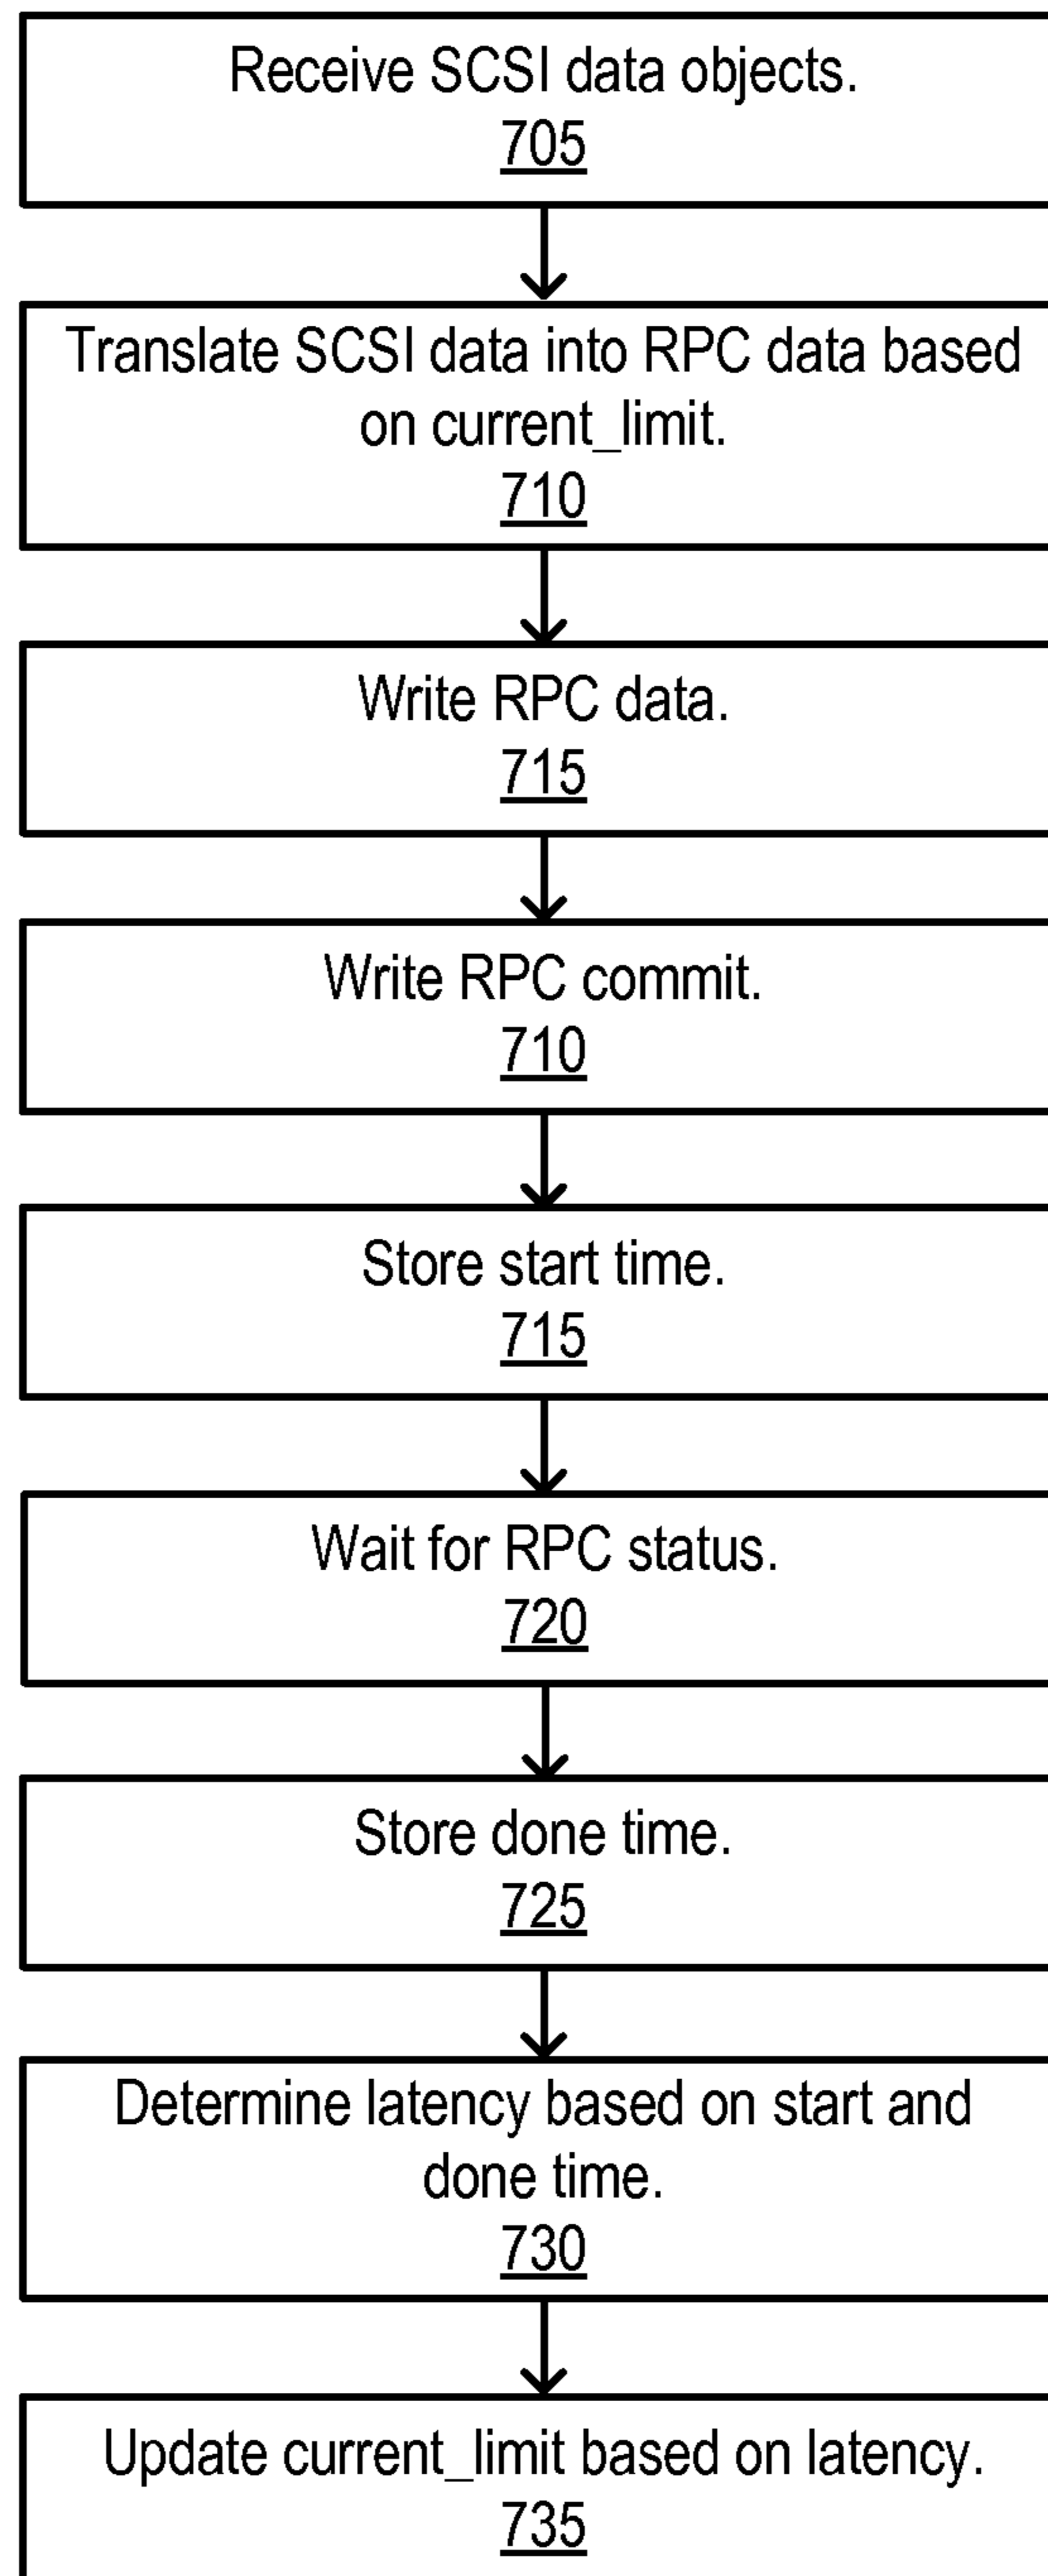 Receive SCSI data objects.
705
Translate SCSI data into RPC data based
on current_limit.
710
Write RPC data.
715
Write RPC commit.
710
Store start time.
715
Wait for RPC status.
720
Store done time.
725
Determine latency based on start and
done time.
730
Update current_limit based on latency.
735